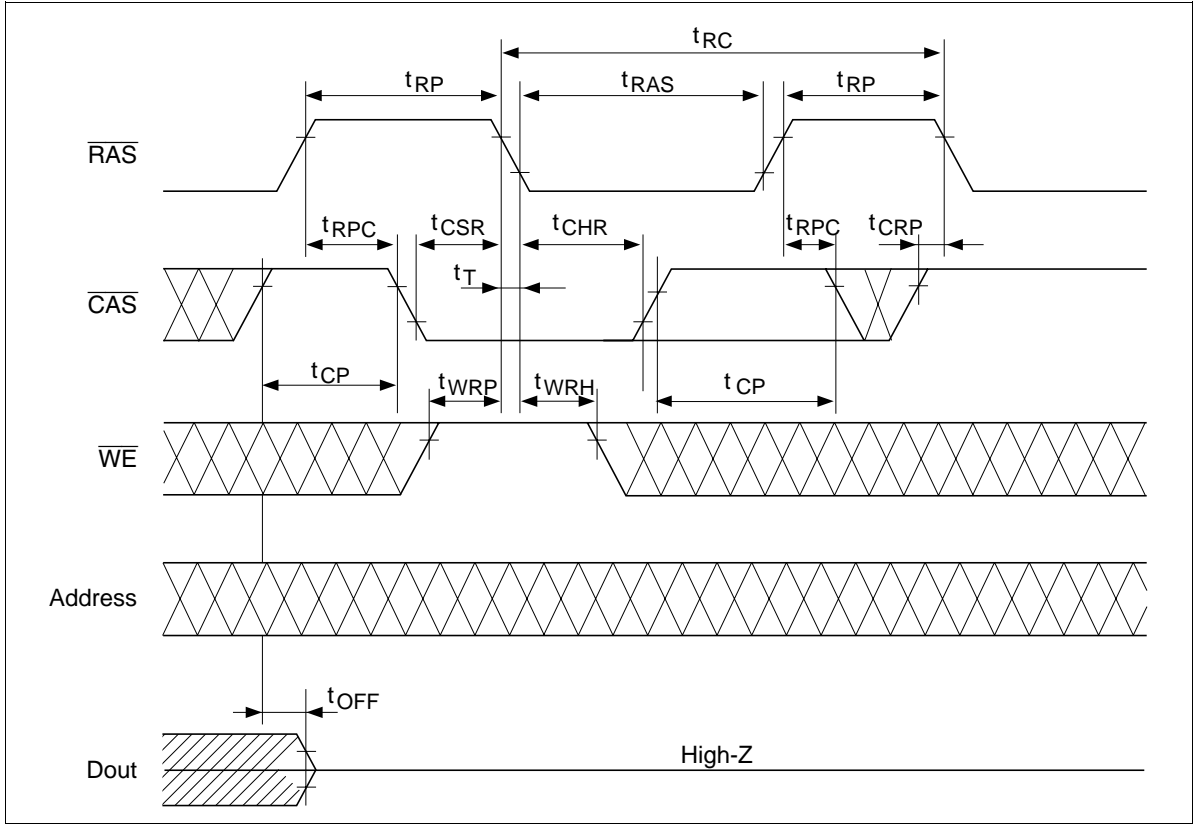 tRC
tRP tRAS tRP
RAS
tRPC tCSR tCHR tRPC tCRP
tT
CAS
tCP tWRP tWRH tCP
WE
Address
tOFF
High-Z
Dout